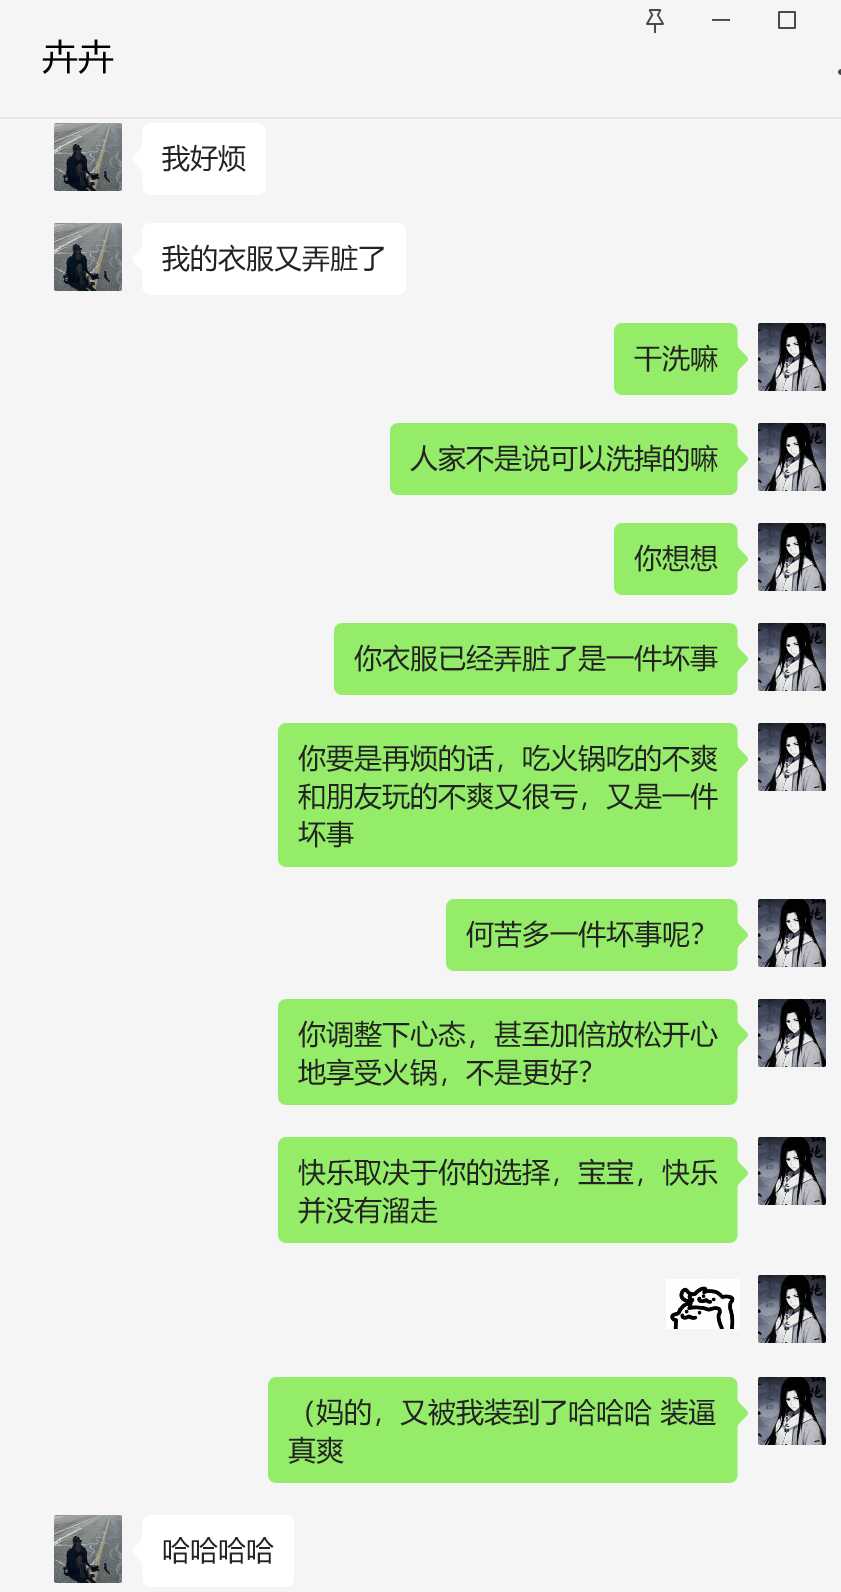 卉卉
我好烦
我的衣服又弄脏了
干洗嘛
人家不是说可以洗掉的嘛
你想想
你衣服已经弄脏了是一件坏事
你要是再烦的话，吃火锅吃的不爽
和朋友玩的不爽又很亏，又是一件
坏事
何苦多一件坏事呢？
你调整下心态，甚至加倍放松开心
地享受火锅，不是更好？
快乐取决于你的选择，宝宝，快乐
并没有溜走
（妈的，又被我装到了哈哈哈 装逼
真爽
哈哈哈哈